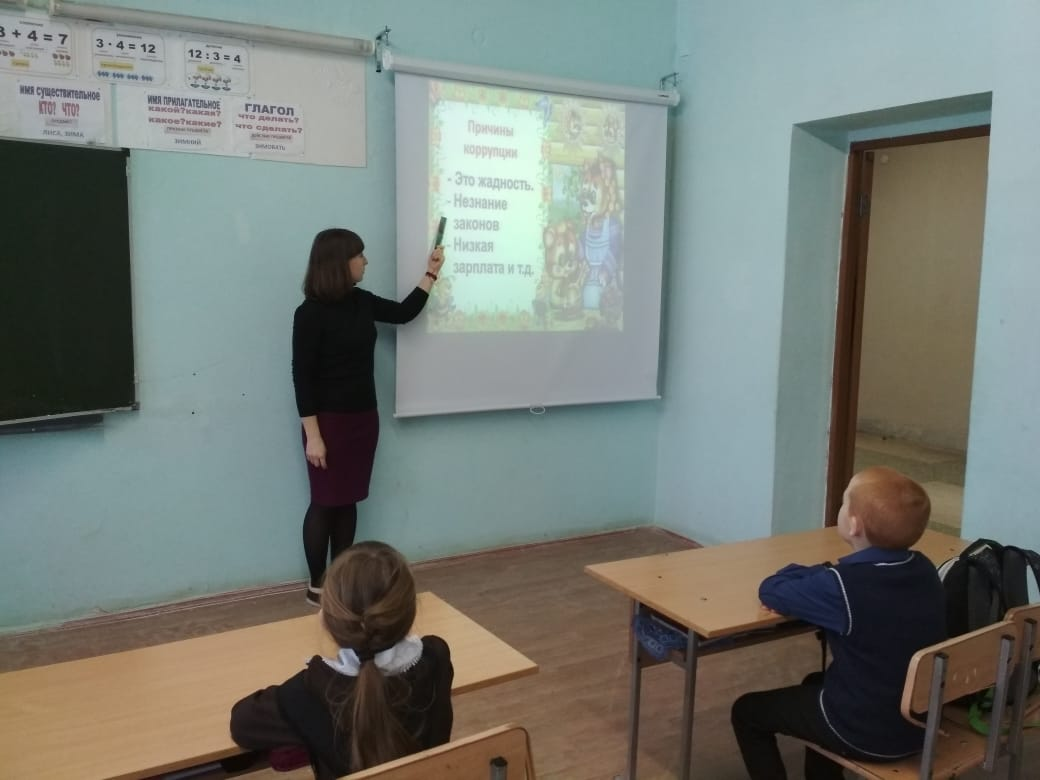 3 + 4 = 7
3 · 4 = 12
12 : 3 = 4
имя существительное
КТО? ЧТО?
ЛИСА, ЗИМА
ИМЯ ПРИЛАГАТЕЛЬНОЕ
какой?какая?
какое?какие?
ЗИМНИЙ
ГЛАГОЛ
что делать?
что сделать?
ЗИМОВАТЬ
Причины
коррупции
- Это жадность.
- Незнание
законов
- Низкая
зарплата и т.д.